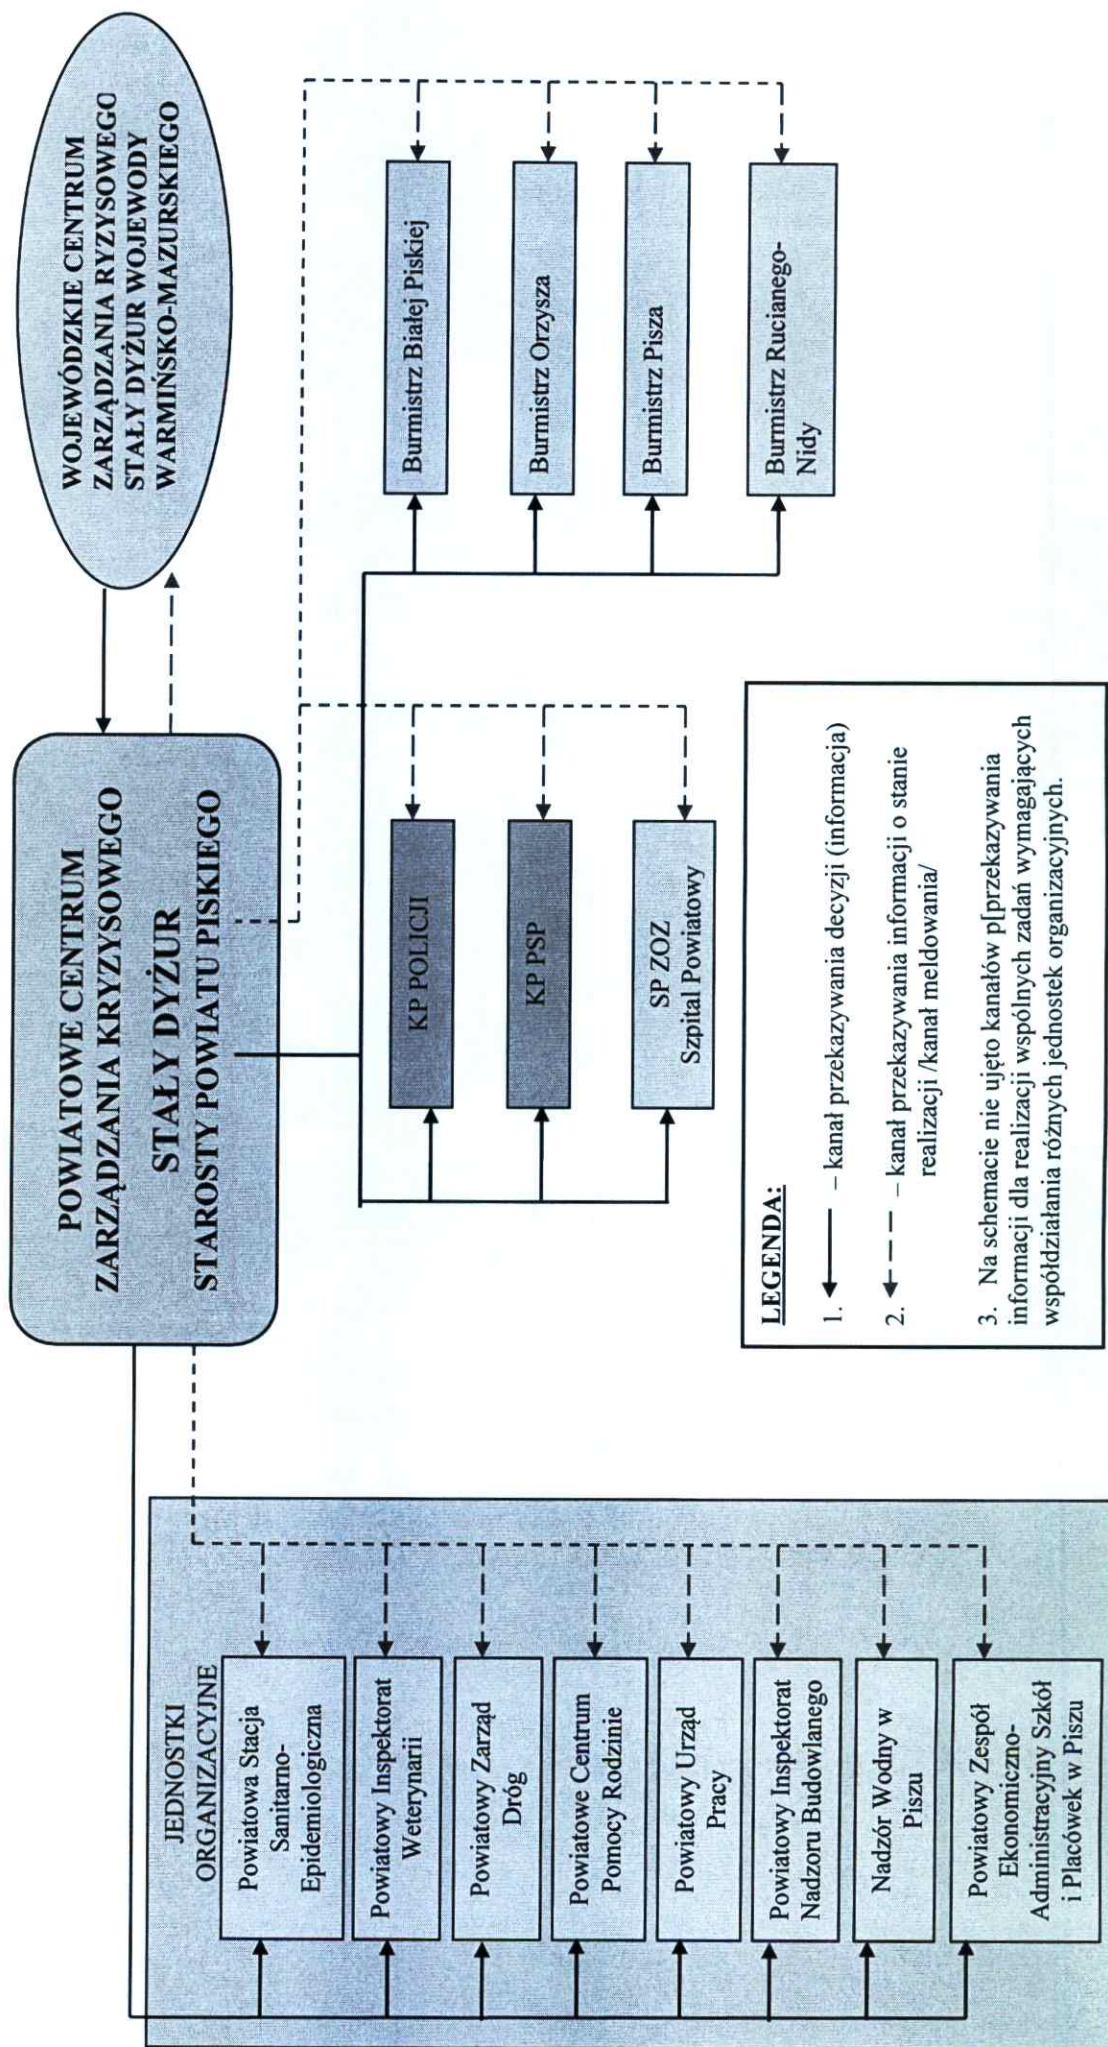 WOJEWÓDZKIE CENTRUM
ZARZĄDZANIA RYZYSOWEGO
STAŁY DYŻUR WOJEWODY
WARMIŃSKO-MAZURSKIEGO
POWIATOWE CENTRUM
ZARZĄDZANIA KRYZYSOWEGO
STAŁY DYŻUR
STAROSTY POWIATU PISKIEGO
JEDNOSTKI
ORGANIZACYJNE
Powiatowa Stacja
Sanitarno-
Epidemiologiczna
Powiatowy Inspektorat
Weterynarii
Powiatowy Zarząd
Dróg
Powiatowe Centrum
Pomocy Rodzinie
Powiatowy Urząd
Pracy
Powiatowy Inspektorat
Nadzoru Budowlanego
Nadzór Wodny w
Piszu
Powiatowy Zespół
Ekonomiczno-
Administracyjny Szkół
i Placówek w Piszu
KP POLICJI
KP PSP
SP ZOZ
Szpital Powiatowy
Burmistrz Białej Piskiej
Burmistrz Orzysza
Burmistrz Pisza
Burmistrz Rucianego-
Nidy
LEGENDA:
1. – kanał przekazywania decyzji (informacja)
2. – kanał przekazywania informacji o stanie
realizacji /kanał meldowania/
3. Na schemacie nie ujęto kanałów p[przekazywania
informacji dla realizacji wspólnych zadań wymagających
współdziałania różnych jednostek organizacyjnych.